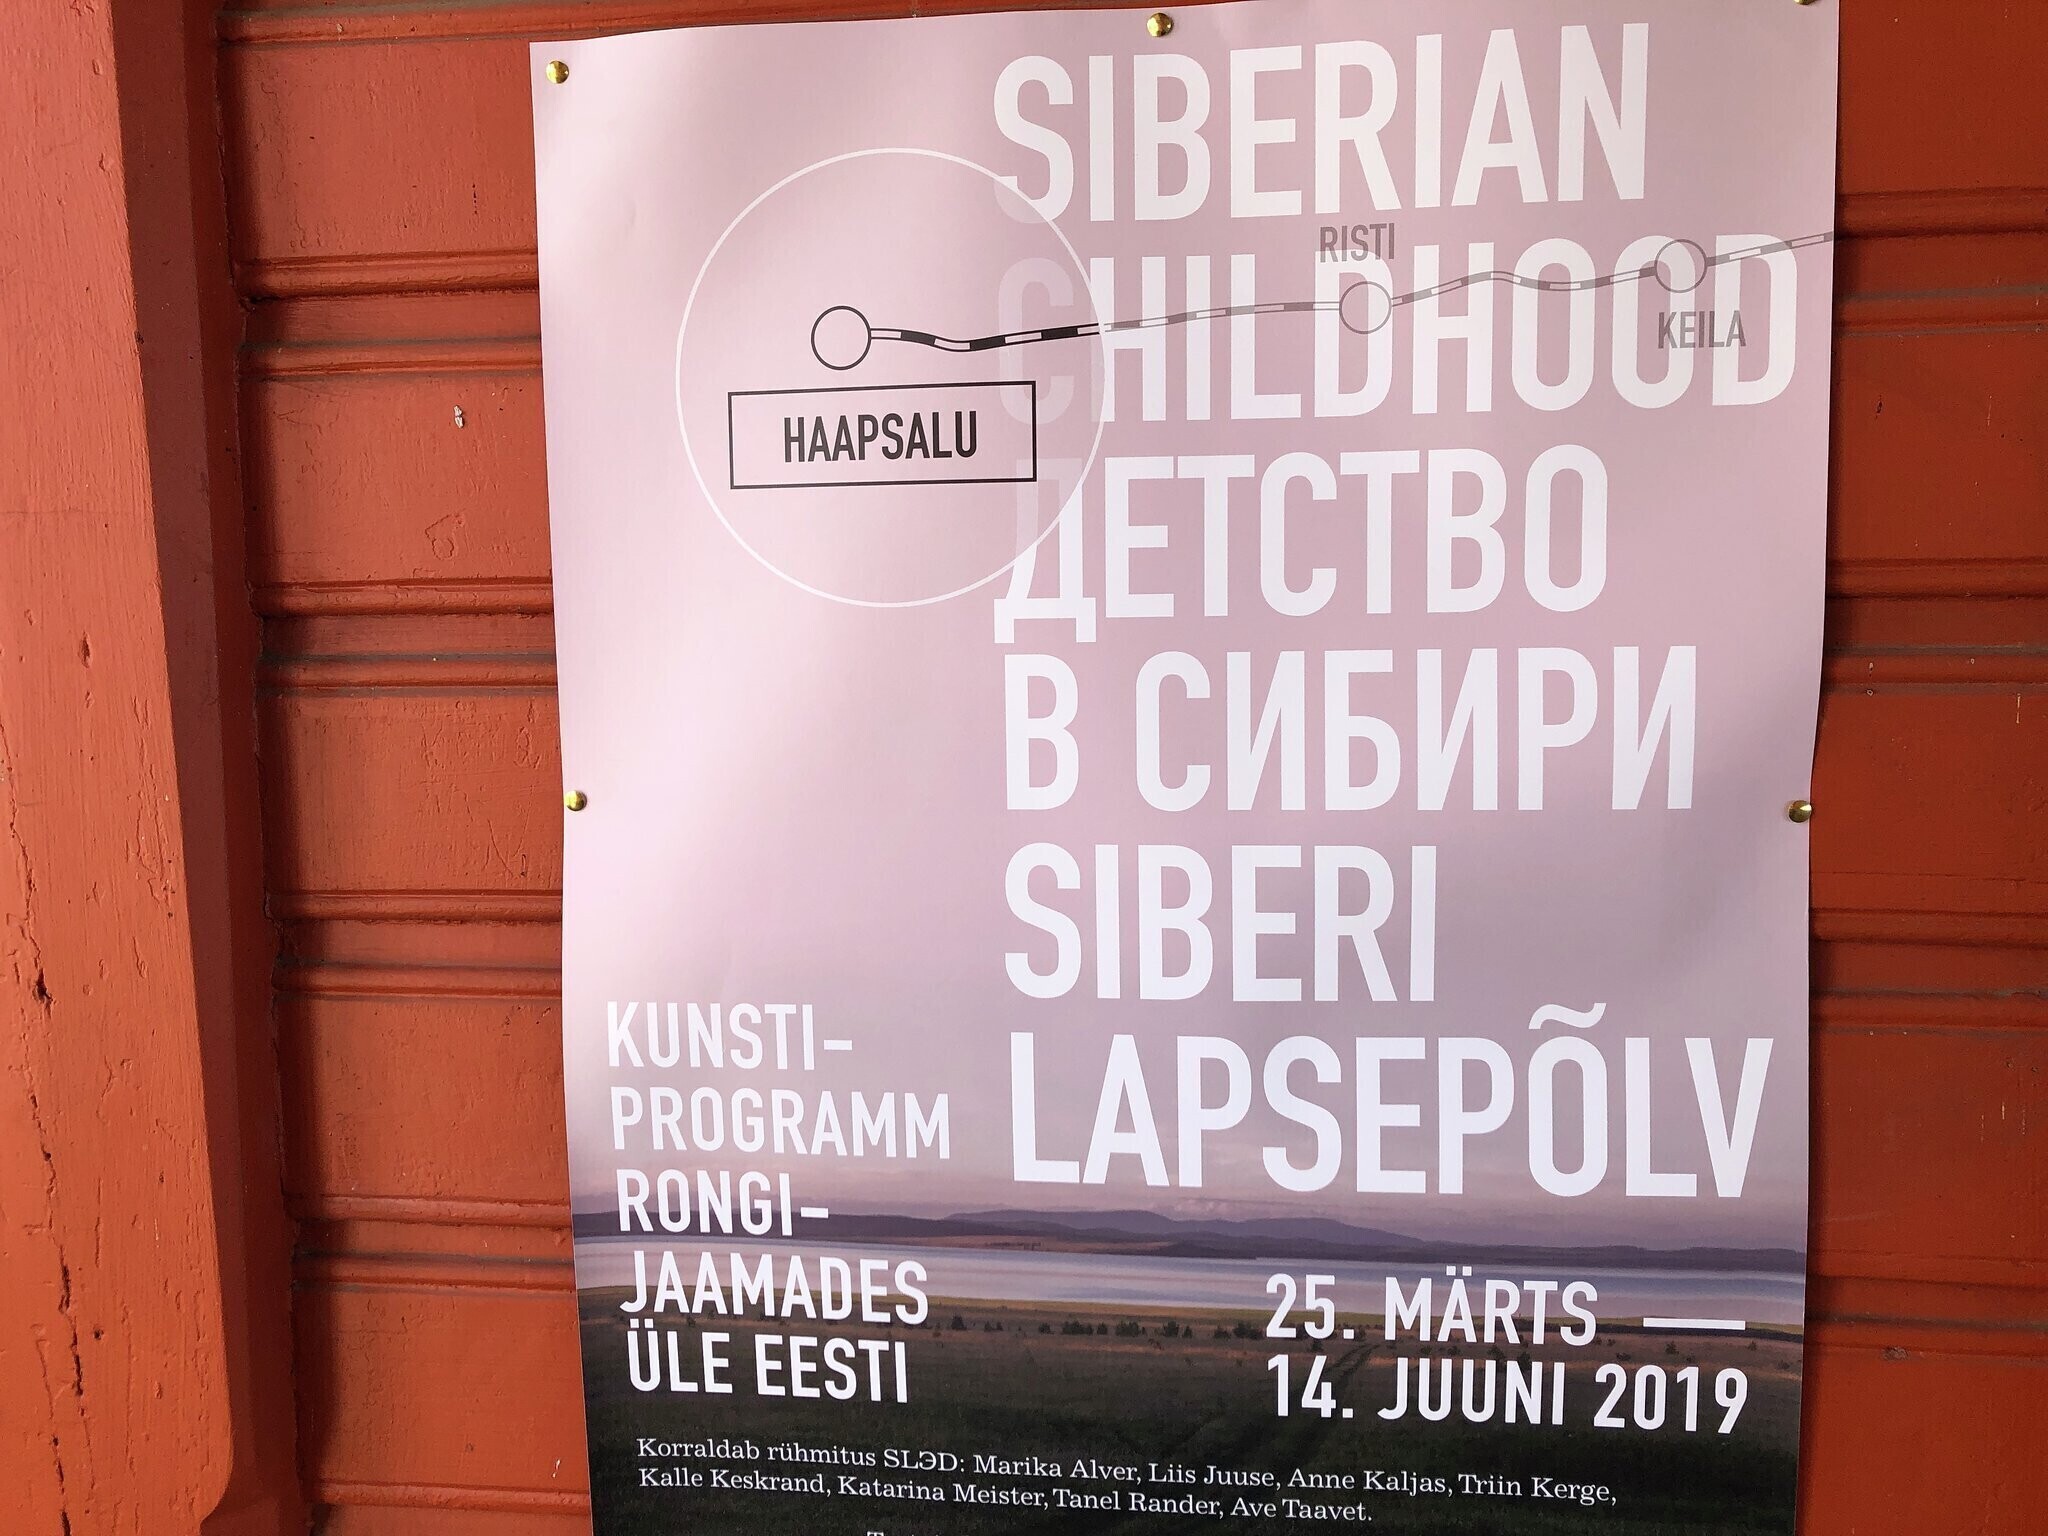 SIBERIAN
CHILDHOOD
RISTI
KEILA
HAAPSALU
ДЕТСТВО
В СИБИРИ
SIBERI
LAPSEPÕLV
KUNSTI-
PROGRAMM
RONGI-
JAAMADES
ÜLE EESTI
25. MÄRTS —
14. JUUNI 2019
Korraldab rühmitus SLЭD: Marika Alver, Liis Juuse, Anne Kaljas, Triin Kerge,
Kalle Keskrand, Katarina Meister, Tanel Rander, Ave Taavet.